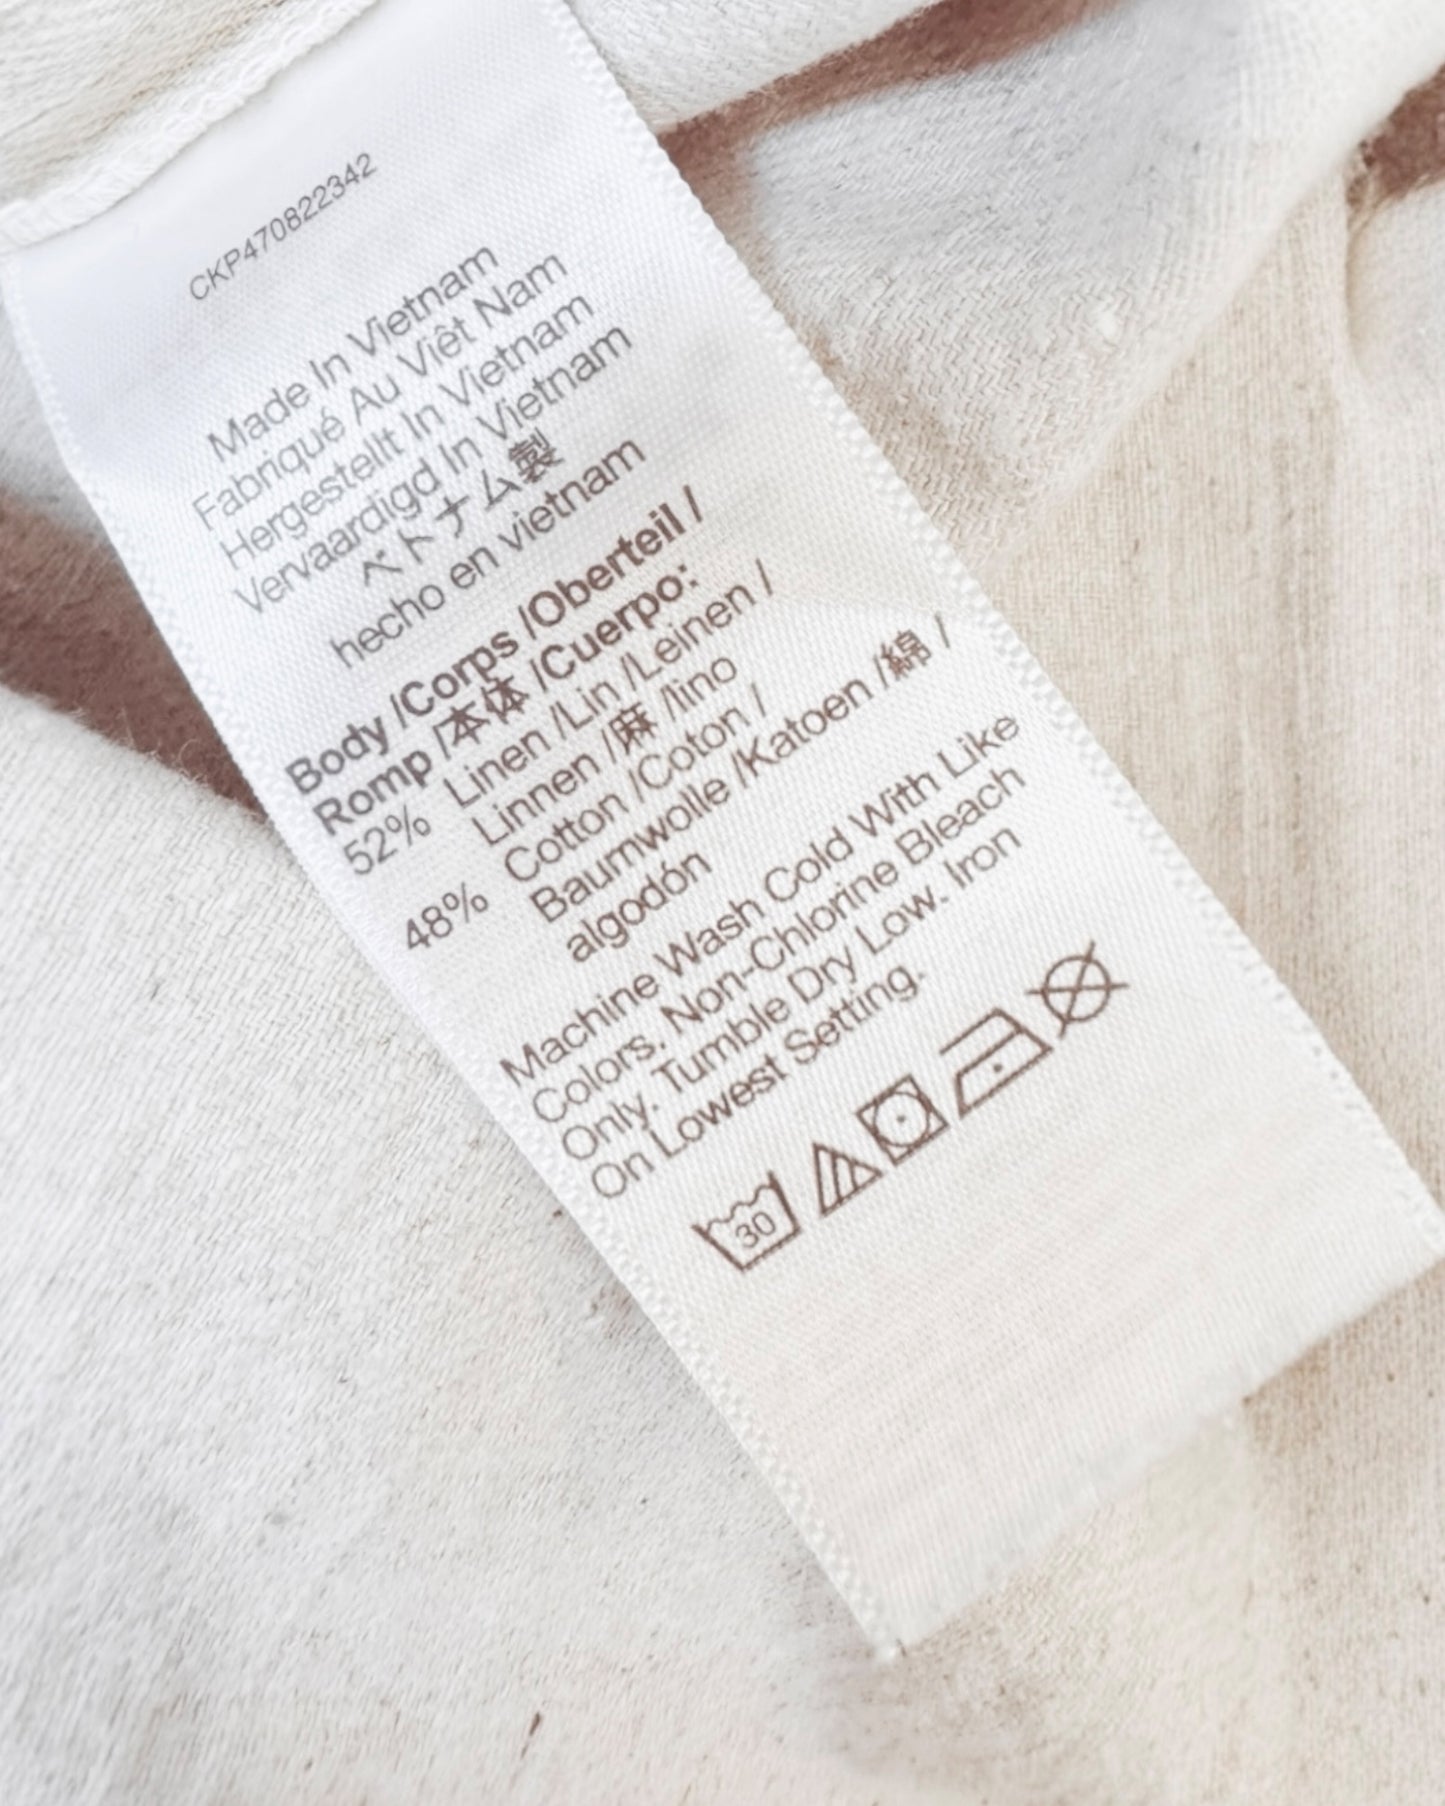 CKP470822342
Made In Vietnam
Fabriqué Au Viêt Nam
Hergestellt In Vietnam
Vervaardigd In Vietnam
ベトナム製
hecho en vietnam
Body /Corps /Oberteil /
Romp /本体 /Cuerpo:
52% Linen /Lin /Leinen /
Linnen /麻 /lino
48% Cotton /Coton /
Baumwolle /Katoen /綿 /
algodón
Machine Wash Cold With Like
Colors. Non-Chlorine Bleach
Only. Tumble Dry Low. Iron
On Lowest Setting.
30